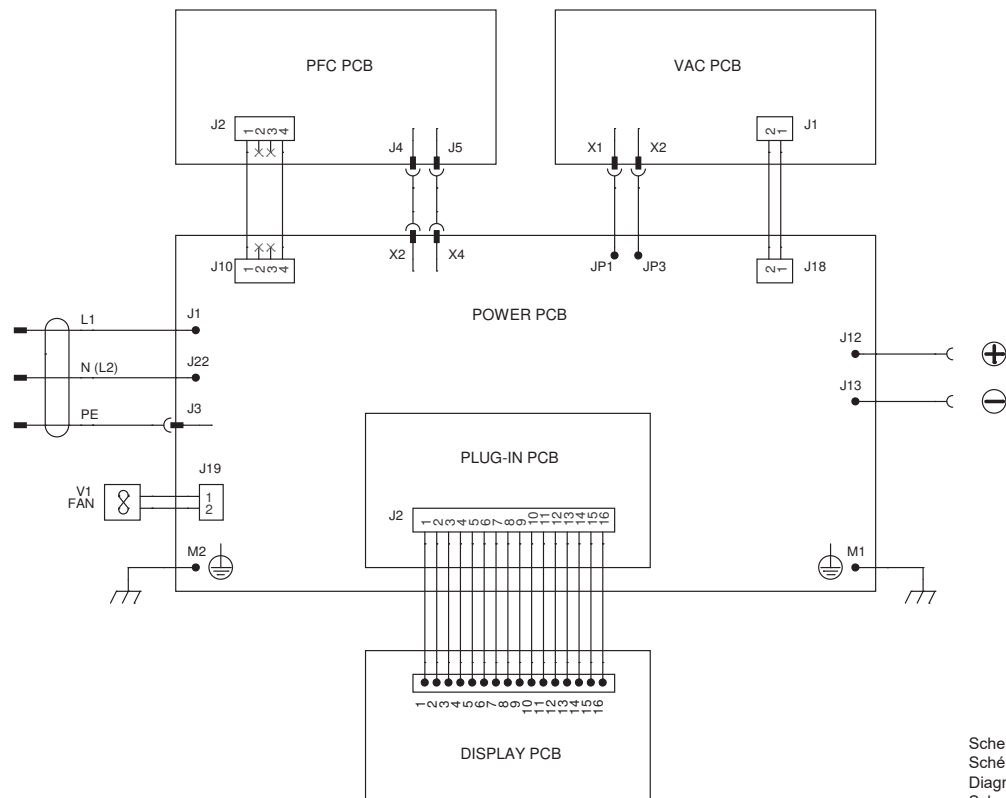 PFC PCB
VAC PCB
J2
1 2 3 4
J4
J5
X1
X2
2 1
J1
J10
1 2 3 4
X2
X4
JP1
JP3
2 1
J18
POWER PCB
L1
J1
N (L2)
J22
PE
J3
J12
+
J13
−
J19
V1
FAN
1
2
PLUG-IN PCB
J2
1 2 3 4 5 6 7 8 9 10 11 12 13 14 15 16
M2
M1
1 2 3 4 5 6 7 8 9 10 11 12 13 14 15 16
DISPLAY PCB
Sche
Sché
Diagr